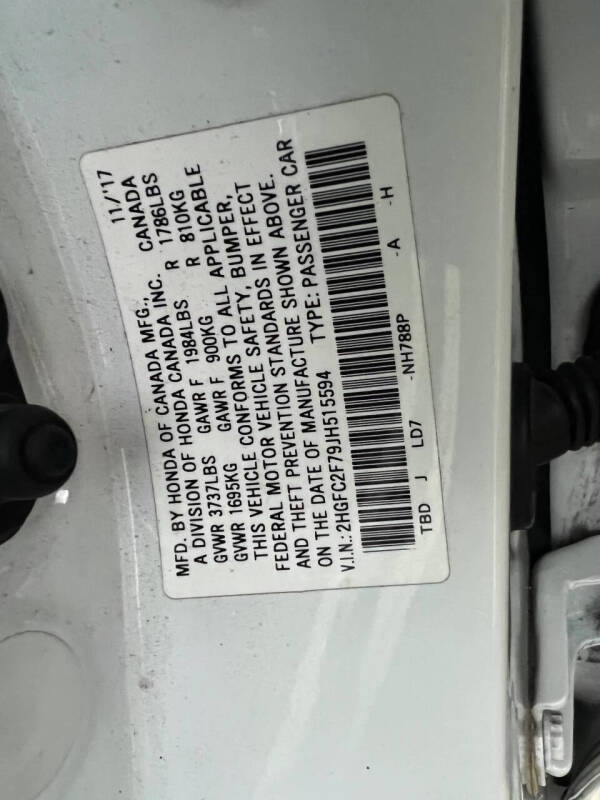 MFD. BY HONDA OF CANADA MFG., 11/'17
A DIVISION OF HONDA CANADA INC. CANADA
GVWR 3737LBS GAWR F 1984LBS R 1786LBS
GVWR 1695KG GAWR F 900KG R 810KG
THIS VEHICLE CONFORMS TO ALL APPLICABLE
FEDERAL MOTOR VEHICLE SAFETY, BUMPER,
AND THEFT PREVENTION STANDARDS IN EFFECT
ON THE DATE OF MANUFACTURE SHOWN ABOVE.
V.I.N.: 2HGFC2F79JH515594 TYPE: PASSENGER CAR
TBD J LD7 -NH788P -A -H